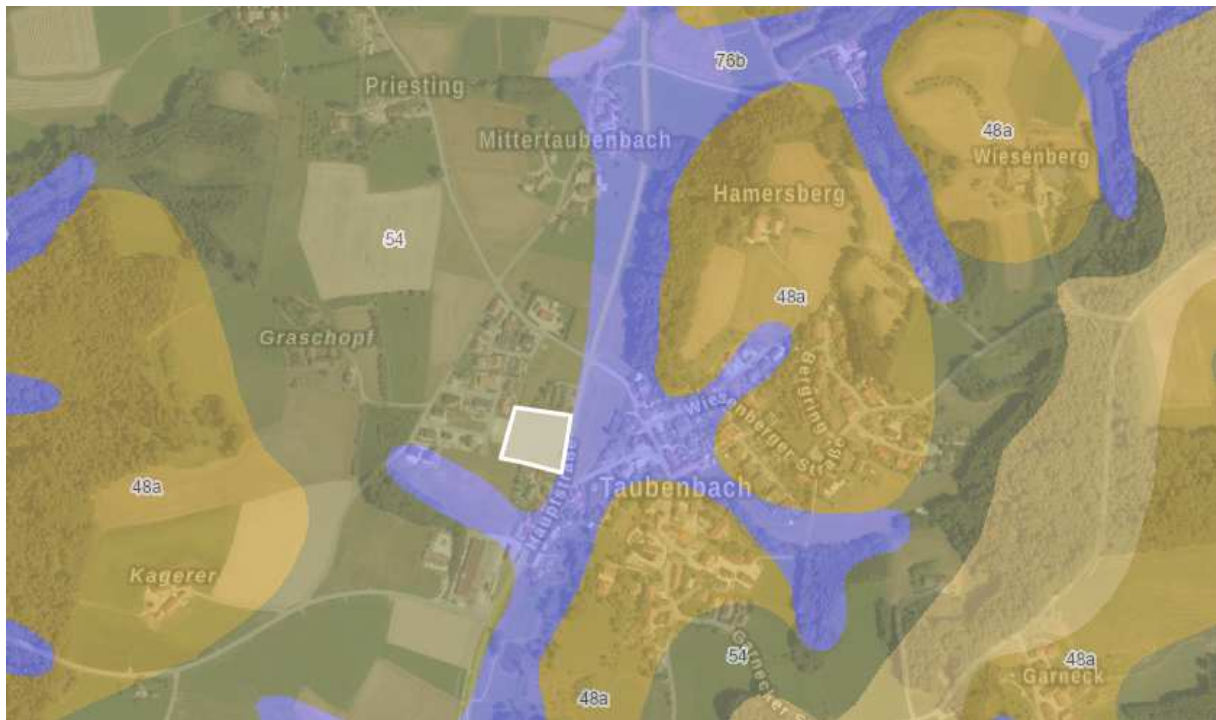 76b
Priesting
48a
Mittertaubenbach
Wiesenberg
Hamersberg
54
48a
Graschopf
Bergring
Wiesenberger Straße
Hauptstraße
48a
Taubenbach
Kagerer
54
48a
Garneck
Garnecker S
48a